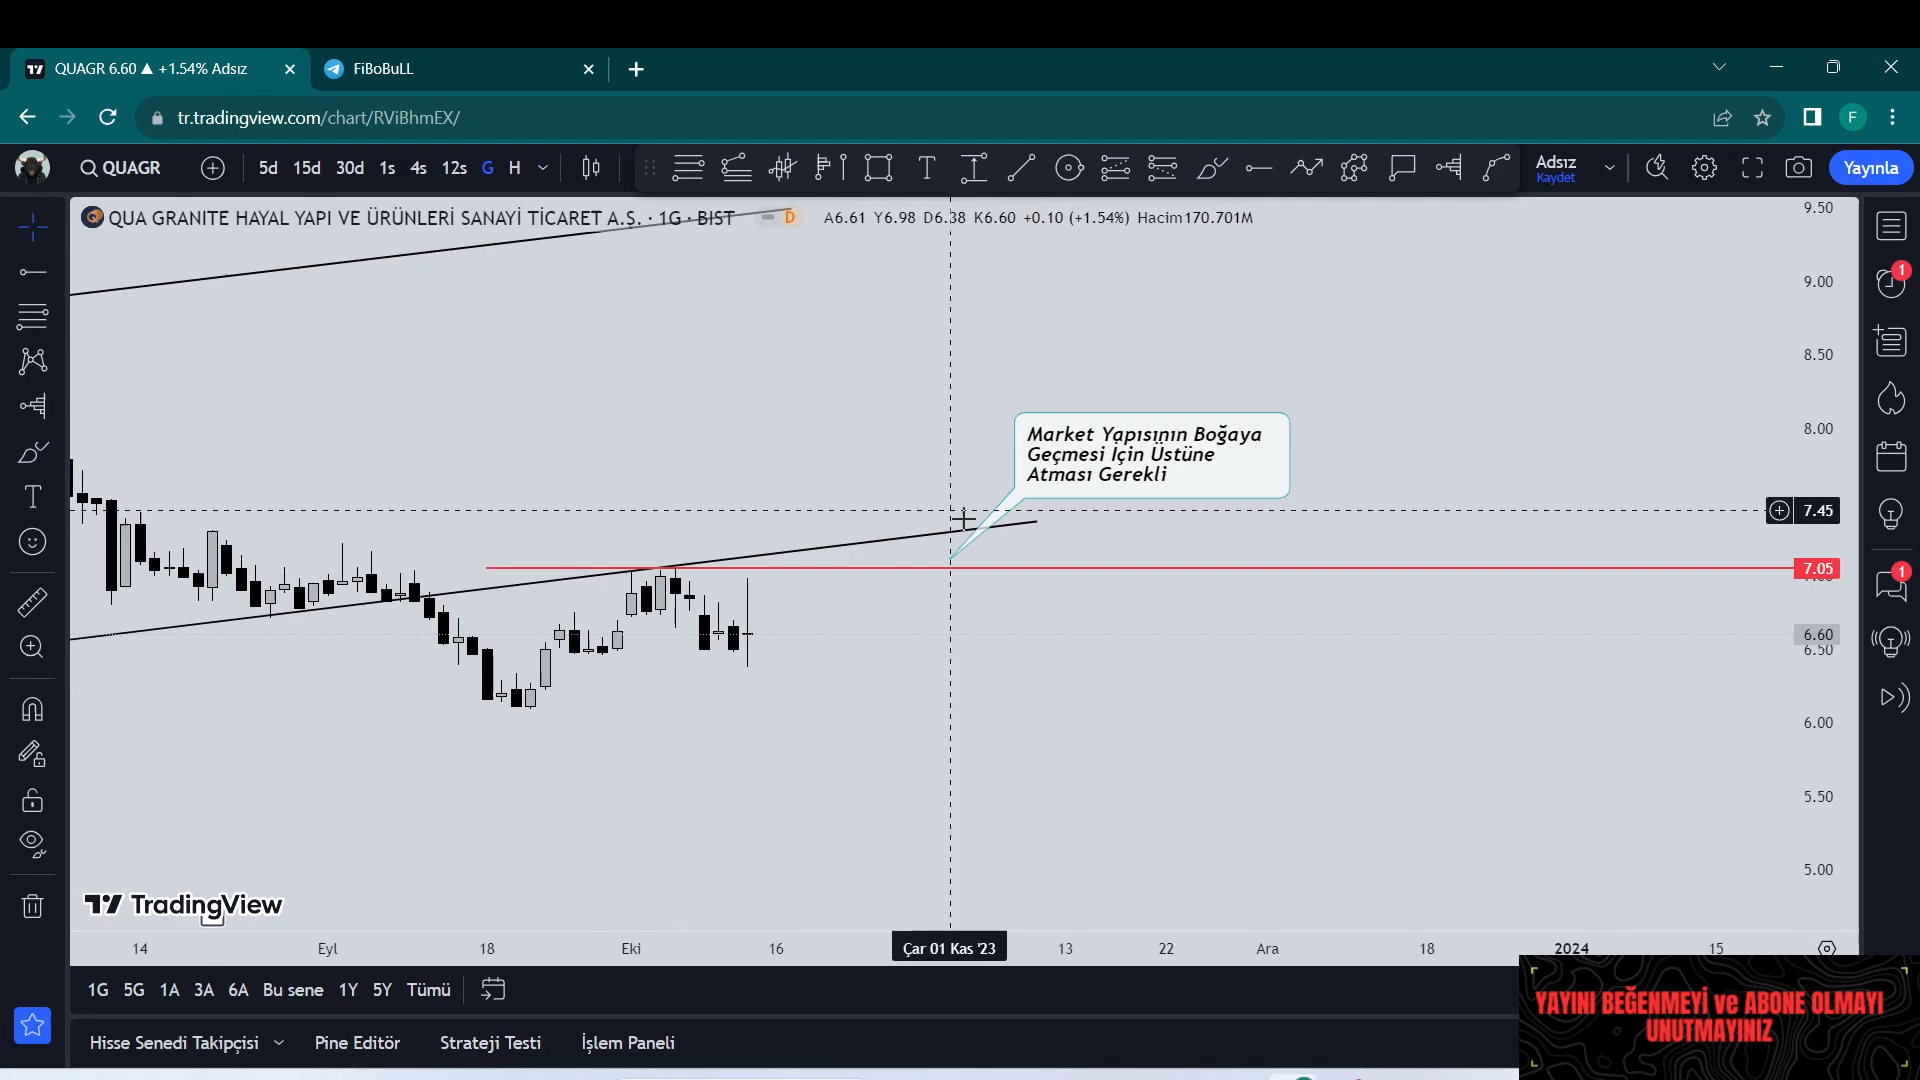 QUAGR 6.60 ▲ +1.54% Adsız
FiBoBuLL
tr.tradingview.com/chart/RViBhmEX/
QUAGR
5d 15d 30d 1s 4s 12s G H
Adsız
Kaydet
Yayınla
QUA GRANITE HAYAL YAPI VE ÜRÜNLERİ SANAYİ TİCARET A.Ş. · 1G · BIST
D
A6.61 Y6.98 D6.38 K6.60 +0.10 (+1.54%) Hacim170.701M
9.50
9.00
8.50
8.00
Market Yapısının Boğaya
Geçmesi İçin Üstüne
Atması Gerekli
7.45
7.05
6.60
6.50
6.00
5.50
5.00
TradingView
14 Eyl 18 Eki 16 Çar 01 Kas '23 13 22 Ara 18 2024 15
1G 5G 1A 3A 6A Bu sene 1Y 5Y Tümü
Hisse Senedi Takipçisi Pine Editör Strateji Testi İşlem Paneli
YAYINI BEĞENMEYİ ve ABONE OLMAYI
UNUTMAYINIZ
F
1
1